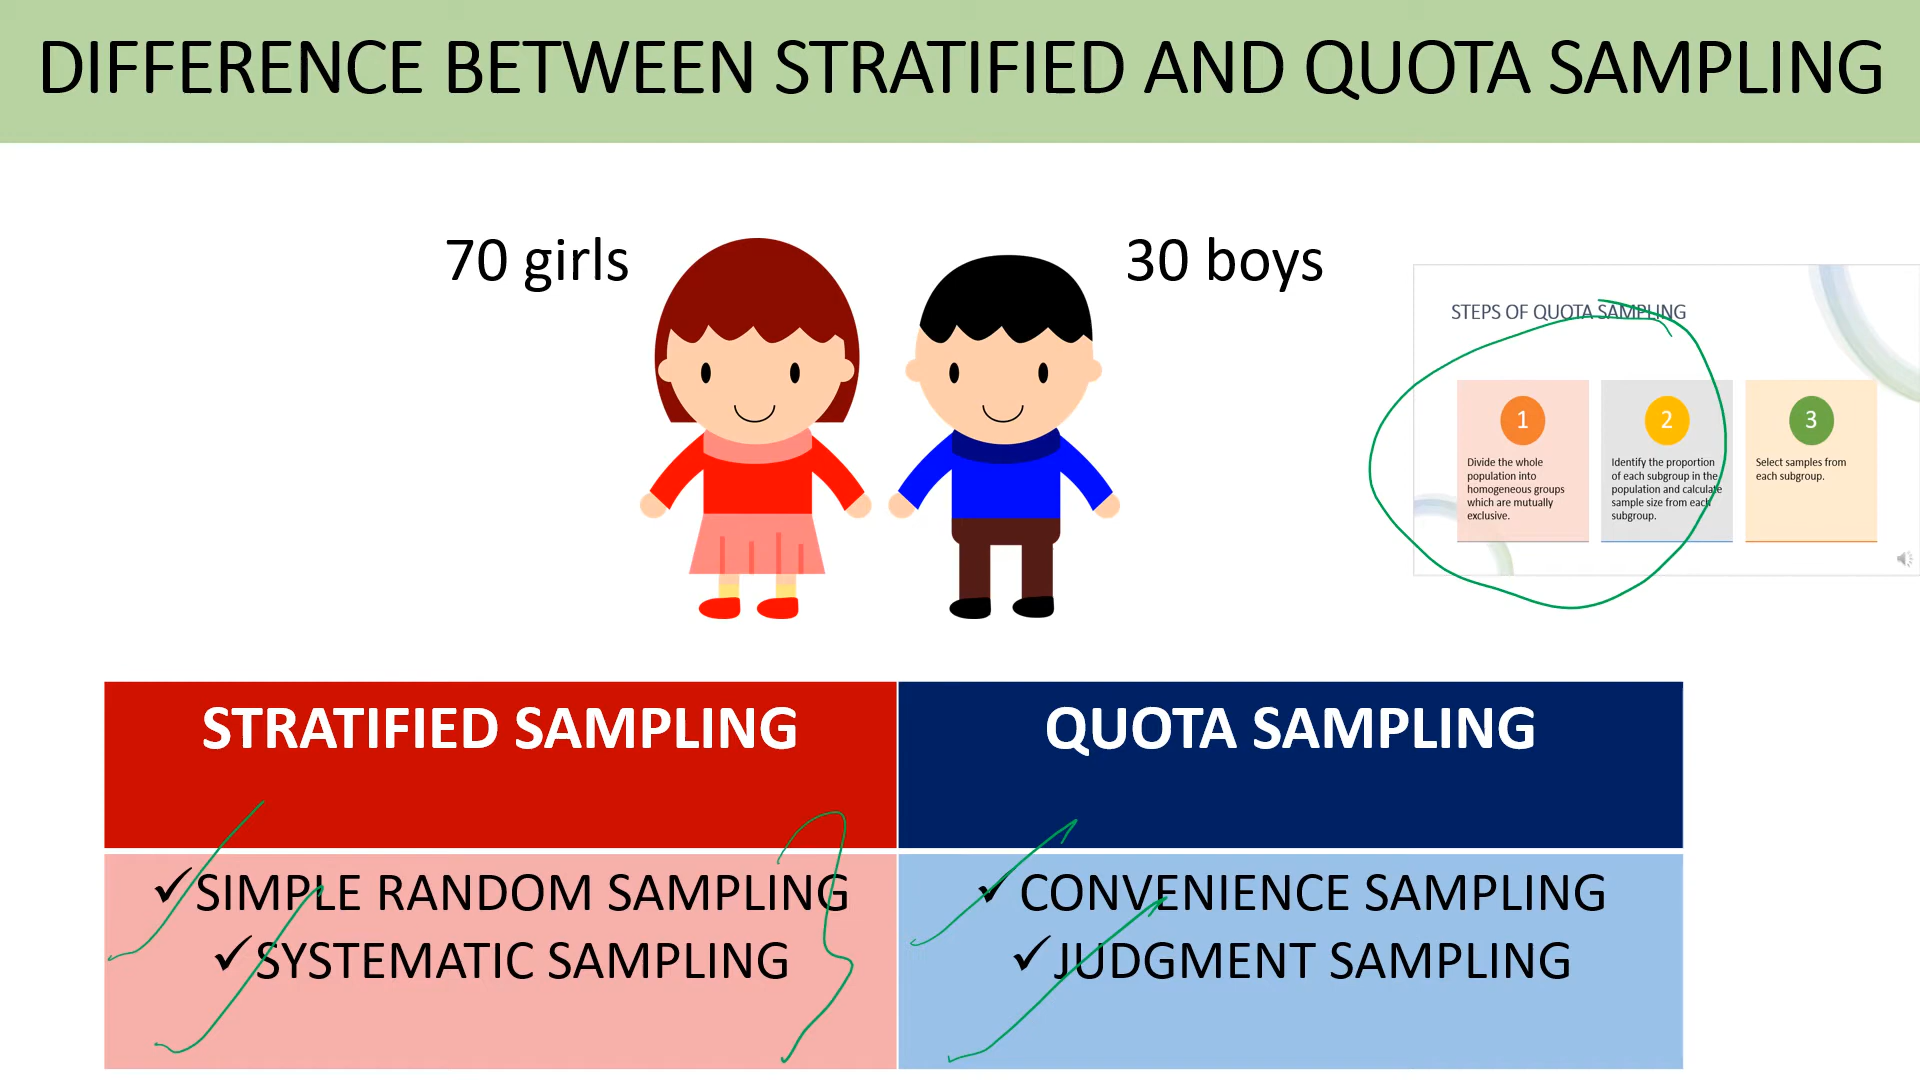 DIFFERENCE BETWEEN STRATIFIED AND QUOTA SAMPLING
70 girls
30 boys
STEPS OF QUOTA SAMPLING
1
Divide the whole
population into
homogeneous groups
which are mutually
exclusive.
2
Identify the proportion
of each subgroup in the
population and calculate
sample size from each
subgroup.
3
Select samples from
each subgroup.
STRATIFIED SAMPLING
✓SIMPLE RANDOM SAMPLING
✓SYSTEMATIC SAMPLING
QUOTA SAMPLING
✓CONVENIENCE SAMPLING
✓JUDGMENT SAMPLING